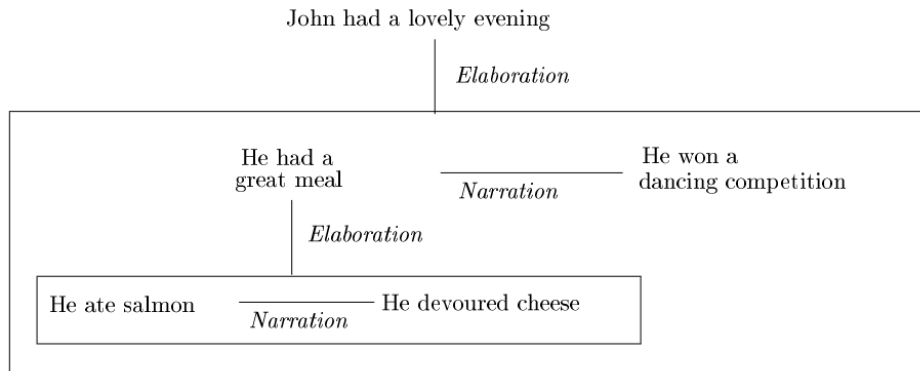 John had a lovely evening
Elaboration
He had a
great meal
Narration
He won a
dancing competition
Elaboration
He ate salmon
Narration
He devoured cheese